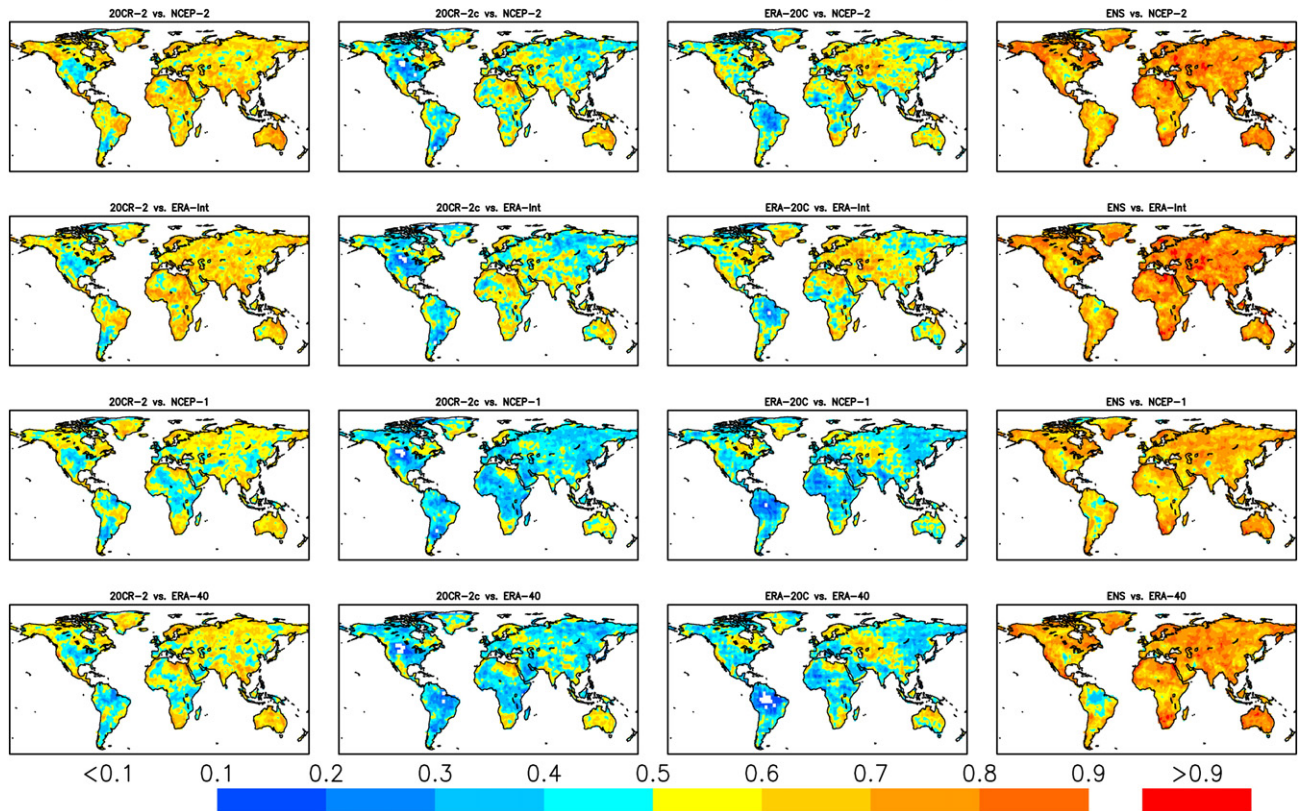 20CR-2 vs. NCEP-2 20CR-2c vs. NCEP-2 ERA-20C vs. NCEP-2 ENS vs. NCEP-2
20CR-2 vs. ERA-Int 20CR-2c vs. ERA-Int ERA-20C vs. ERA-Int ENS vs. ERA-Int
20CR-2 vs. NCEP-1 20CR-2c vs. NCEP-1 ERA-20C vs. NCEP-1 ENS vs. NCEP-1
20CR-2 vs. ERA-40 20CR-2c vs. ERA-40 ERA-20C vs. ERA-40 ENS vs. ERA-40
<0.1 0.1 0.2 0.3 0.4 0.5 0.6 0.7 0.8 0.9 >0.9